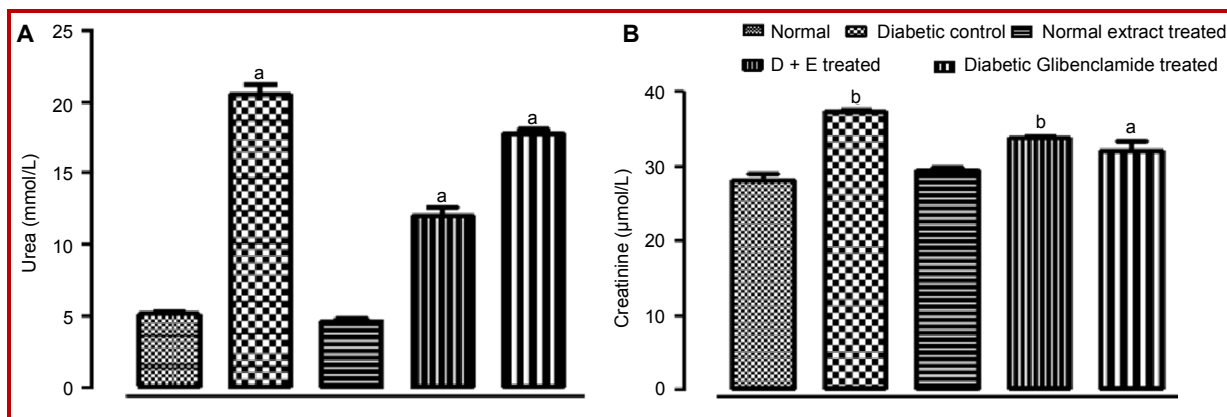 A
25
20
15
10
5
0
Urea (mmol/L)
a
a
a
B
Normal
Diabetic control
Normal extract treated
D + E treated
Diabetic Glibenclamide treated
40
30
20
10
0
Creatinine (µmol/L)
b
b
a